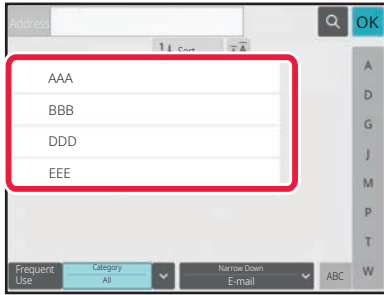 Address OK
Sort
AAA
BBB
DDD
EEE
A
D
G
J
M
P
T
W
Frequent Use
Category
All
Narrow Down
E-mail
ABC